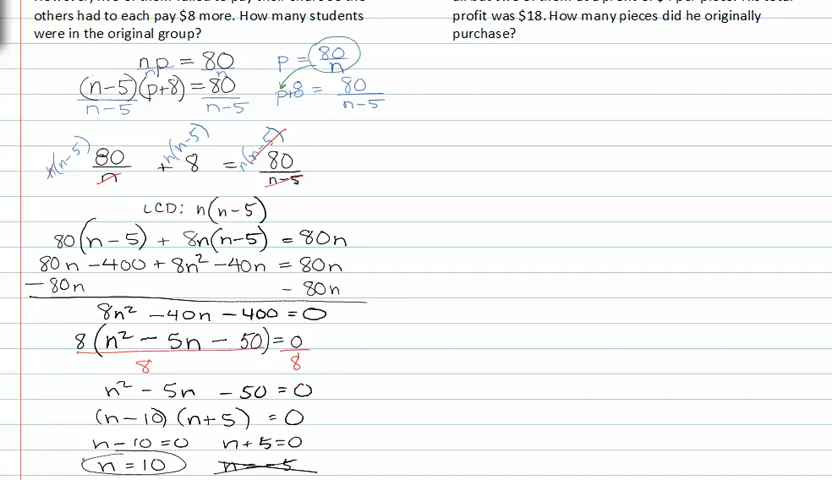 others had to each pay $8 more. How many students
were in the original group?
profit was $18. How many pieces did he originally
purchase?
np = 80
n n
p = 80/n
(n-5)(p+8) = 80
n-5 n-5
p+8 = 80/(n-5)
n(n-5) 80/n + n(n-5) 8 = n(n-5) 80/(n-5)
LCD: n(n-5)
80(n-5) + 8n(n-5) = 80n
80n -400 + 8n² -40n = 80n
-80n - 80n
8n² -40n -400 = 0
8(n² - 5n - 50) = 0
8 8
n² - 5n - 50 = 0
(n-10)(n+5) = 0
n-10=0 n+5=0
n = 10 n = -5